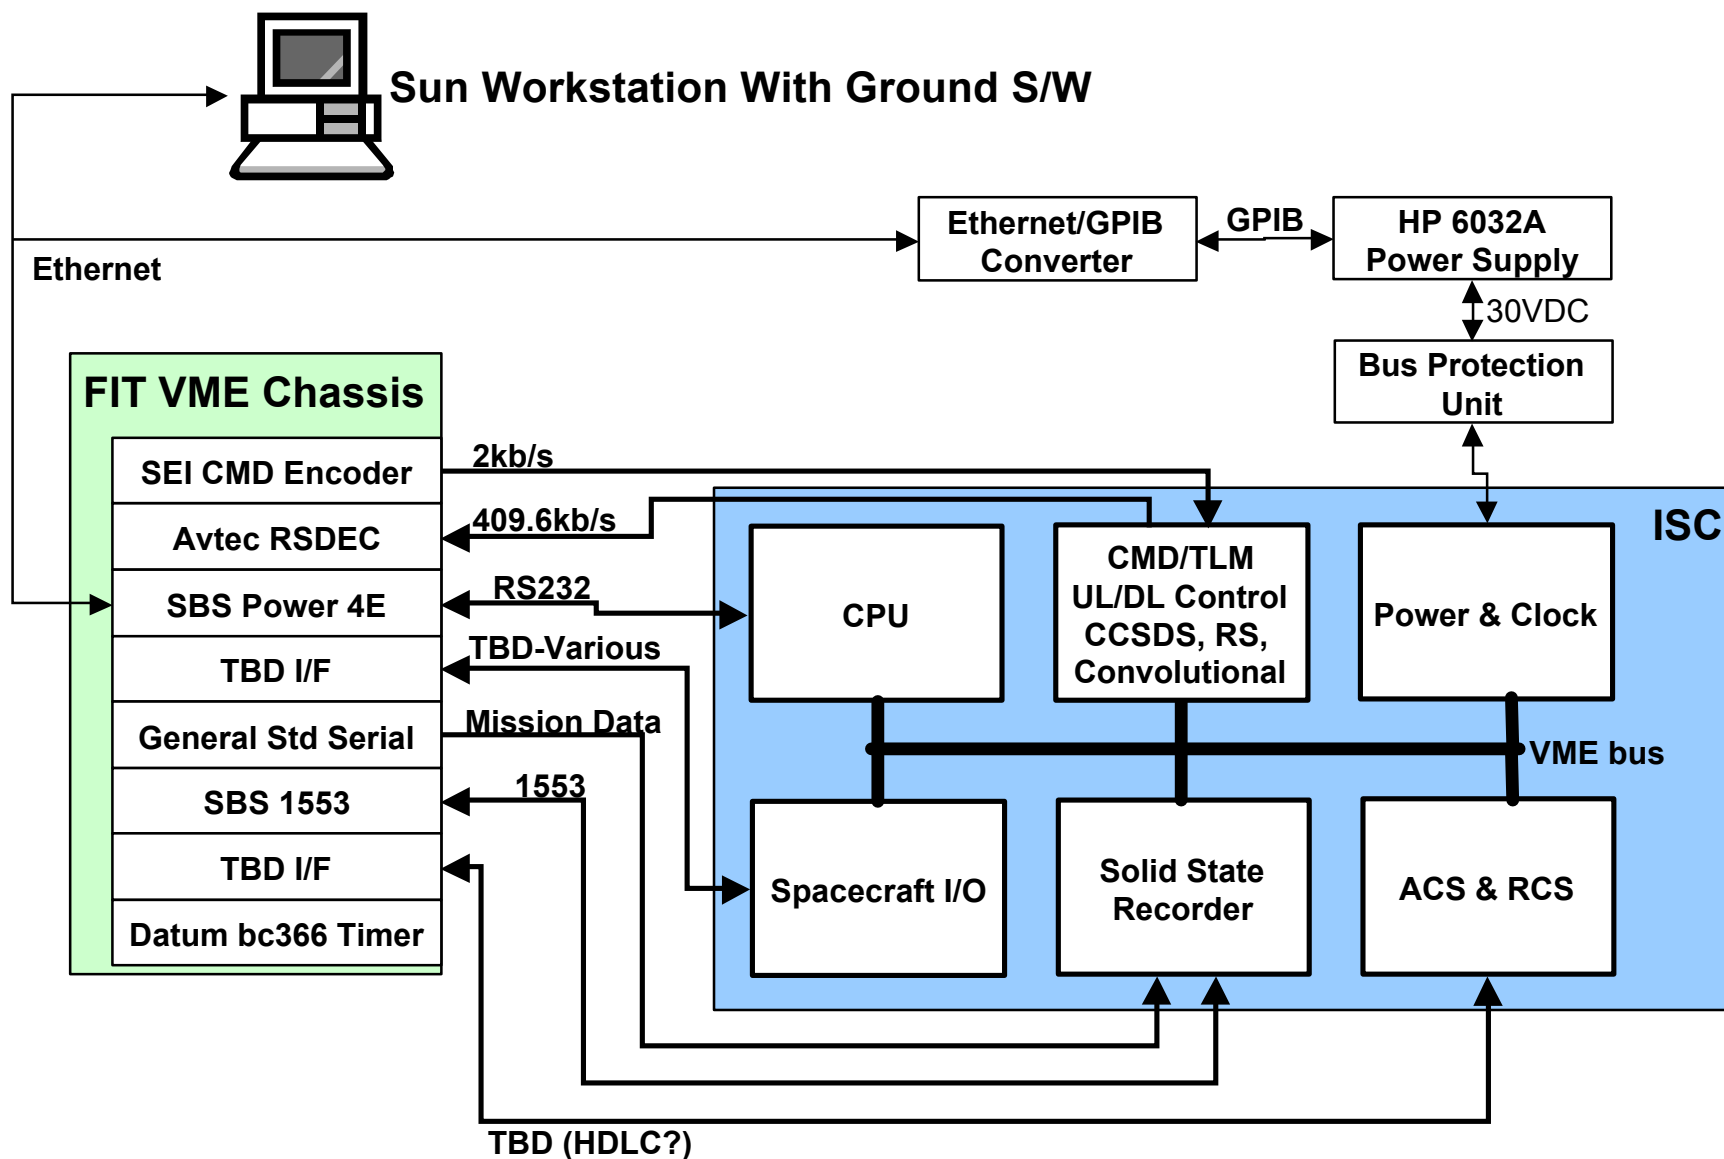 Sun Workstation With Ground S/W
Ethernet/GPIB
Converter
GPIB
HP 6032A
Power Supply
Ethernet
30VDC
Bus Protection
Unit
FIT VME Chassis
SEI CMD Encoder
Avtec RSDEC
SBS Power 4E
TBD I/F
General Std Serial
SBS 1553
TBD I/F
Datum bc366 Timer
2kb/s
409.6kb/s
RS232
TBD-Various
Mission Data
1553
TBD (HDLC?)
ISC
CPU
CMD/TLM
UL/DL Control
CCSDS, RS,
Convolutional
Power & Clock
VME bus
Spacecraft I/O
Solid State
Recorder
ACS & RCS